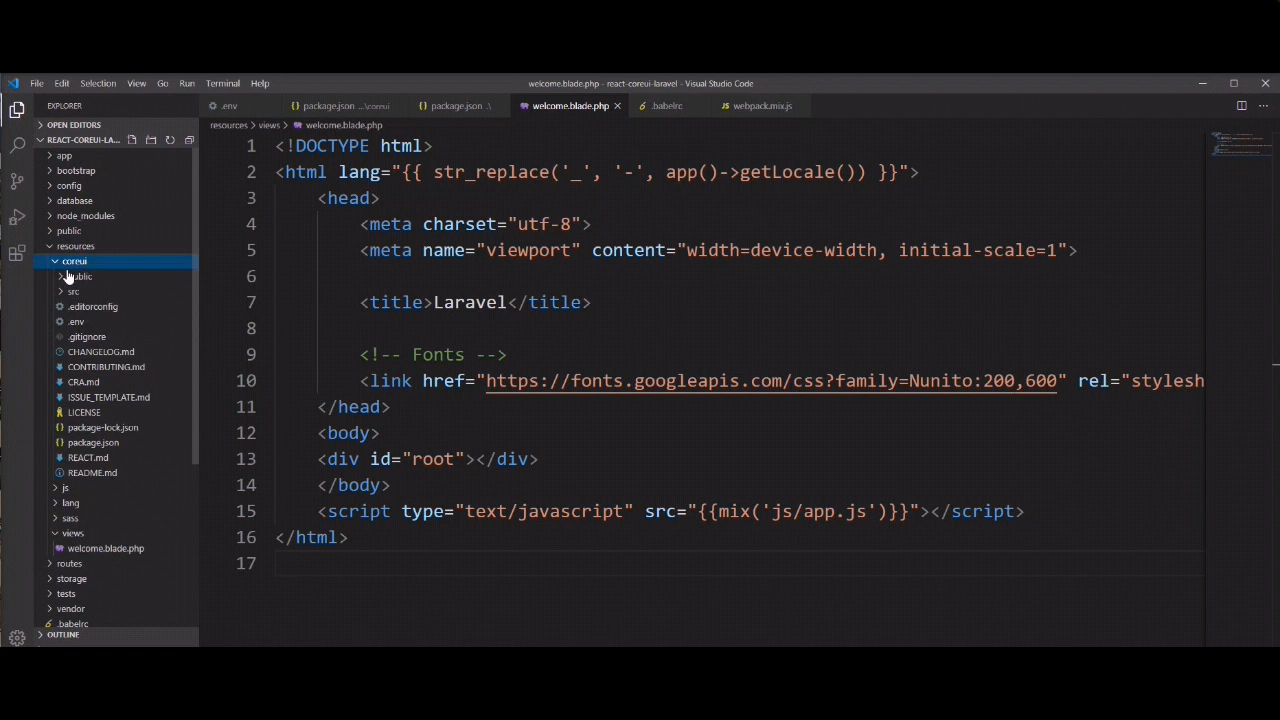 File Edit Selection View Go Run Terminal Help
welcome.blade.php - react-coreui-laravel - Visual Studio Code
EXPLORER
OPEN EDITORS
REACT-COREUI-LA...
app
bootstrap
config
database
node_modules
public
resources
coreui
public
src
.editorconfig
.env
.gitignore
CHANGELOG.md
CONTRIBUTING.md
CRA.md
ISSUE_TEMPLATE.md
LICENSE
package-lock.json
package.json
REACT.md
README.md
js
lang
sass
views
welcome.blade.php
routes
storage
tests
vendor
.babelrc
OUTLINE
.env {} package.json ...\coreui {} package.json .\ welcome.blade.php .babelrc JS webpack.mix.js
resources > views > welcome.blade.php
1 <!DOCTYPE html>
2 <html lang="{{ str_replace('_', '-', app()->getLocale()) }}">
3 <head>
4 <meta charset="utf-8">
5 <meta name="viewport" content="width=device-width, initial-scale=1">
6
7 <title>Laravel</title>
8
9 <!-- Fonts -->
10 <link href="https://fonts.googleapis.com/css?family=Nunito:200,600" rel="stylesh
11 </head>
12 <body>
13 <div id="root"></div>
14 </body>
15 <script type="text/javascript" src="{{mix('js/app.js')}}"></script>
16 </html>
17